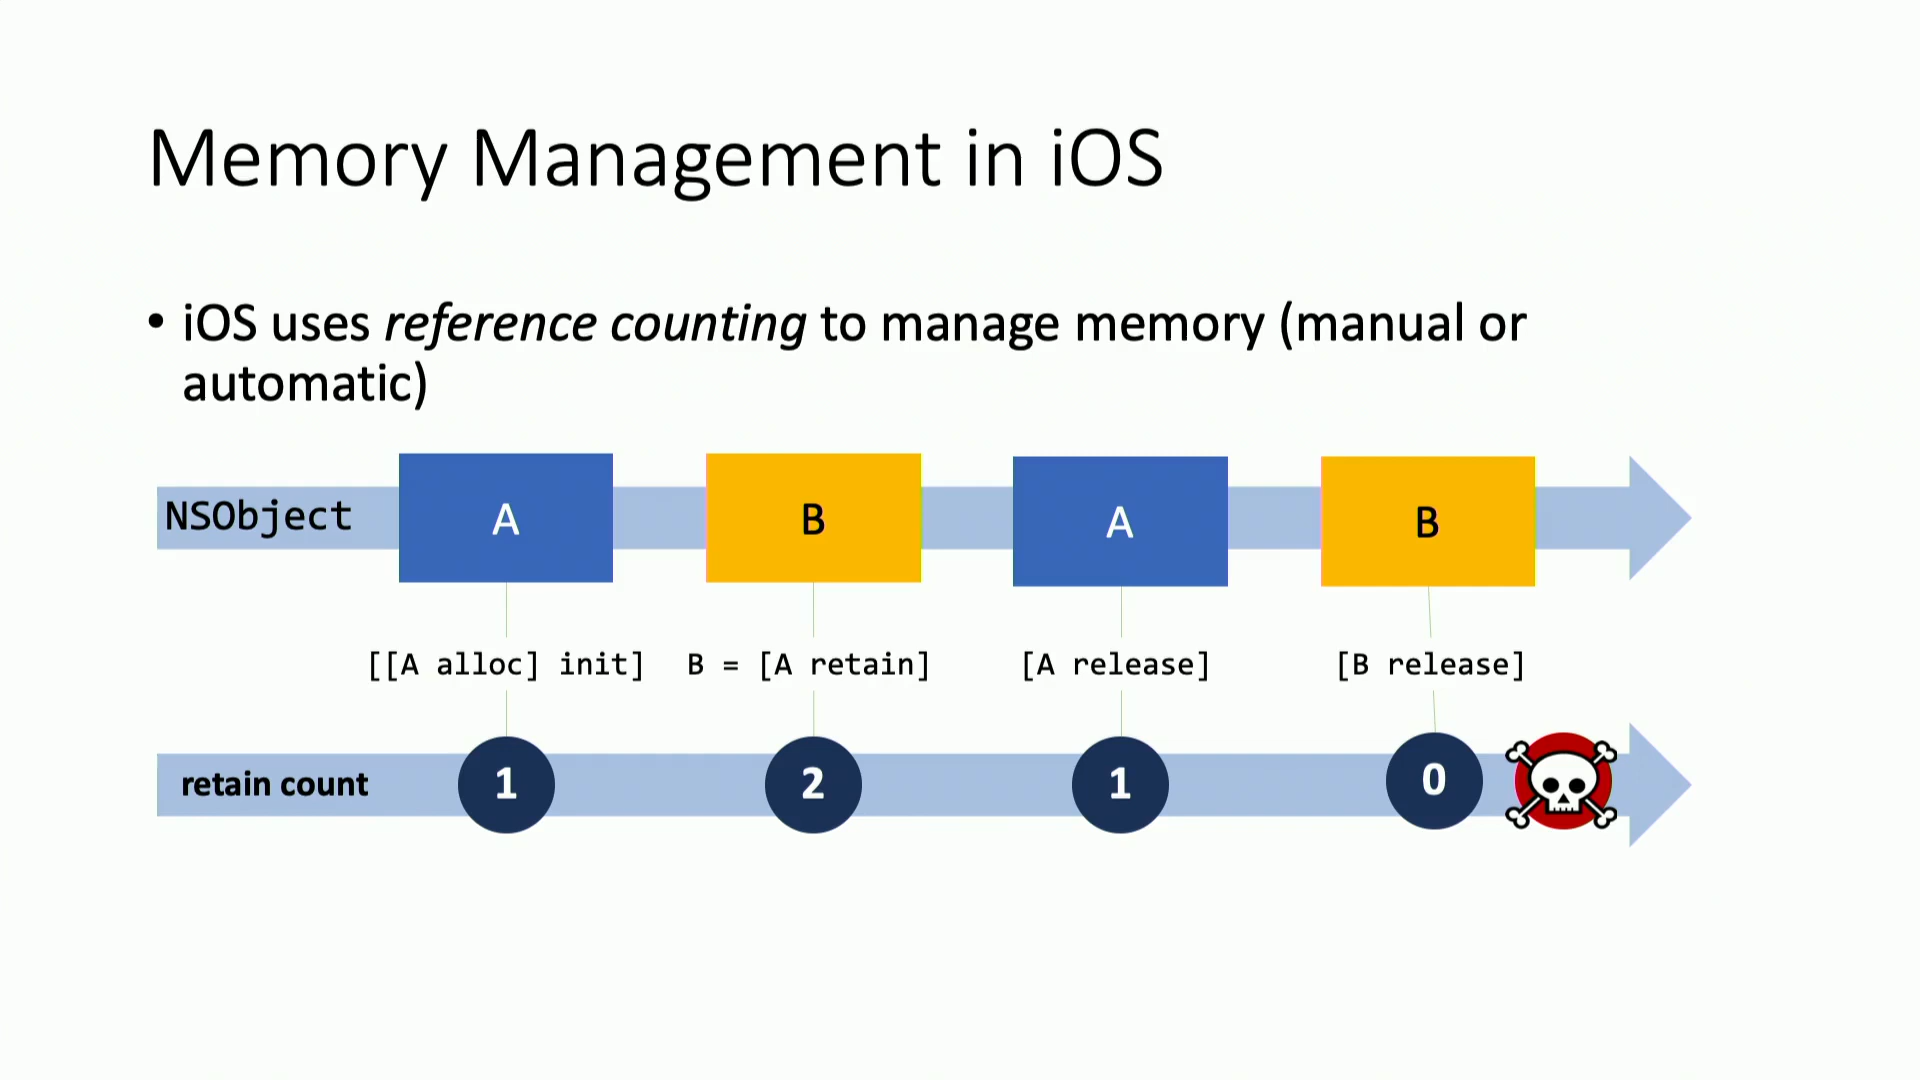 Memory Management in iOS
• iOS uses reference counting to manage memory (manual or
automatic)
NSObject A B A B
[[A alloc] init] B = [A retain] [A release] [B release]
retain count 1 2 1 0